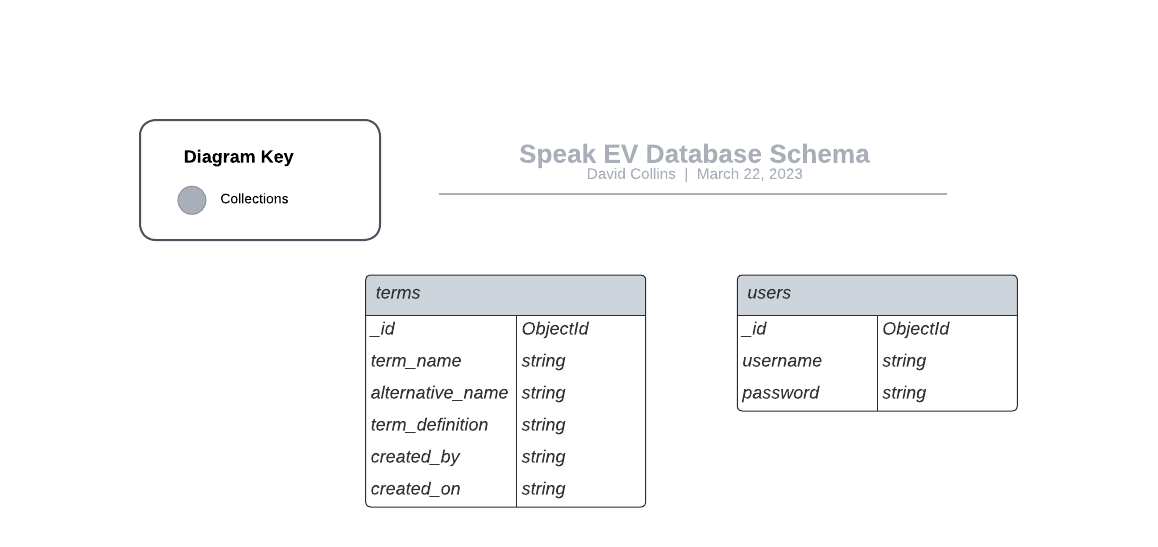 Diagram Key
Collections
Speak EV Database Schema
David Collins | March 22, 2023
terms
_id ObjectId
term_name string
alternative_name string
term_definition string
created_by string
created_on string
users
_id ObjectId
username string
password string